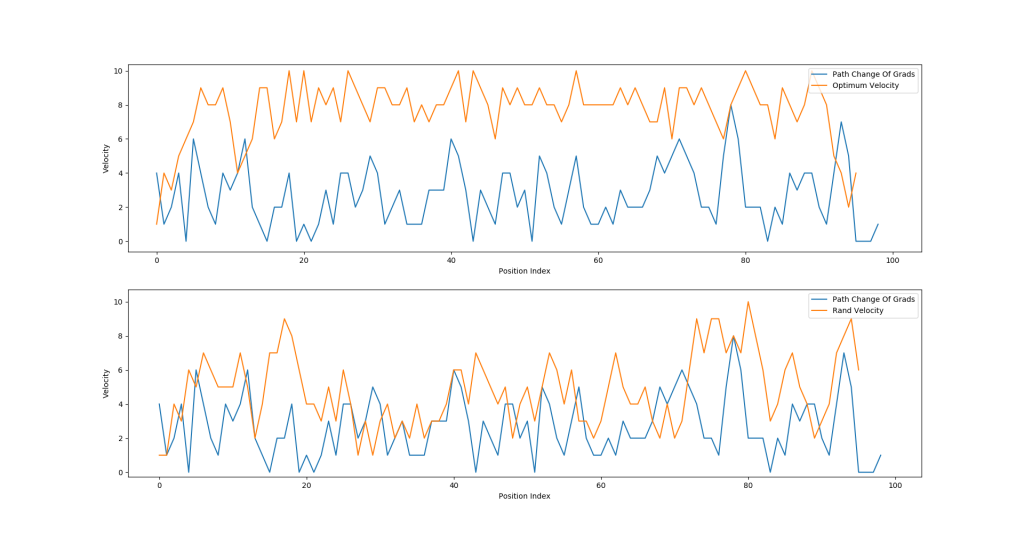 10
8
6
4
2
0
Velocity
Path Change Of Grads
Optimum Velocity
0 20 40 60 80 100
Position Index
10
8
6
4
2
0
Velocity
Path Change Of Grads
Rand Velocity
0 20 40 60 80 100
Position Index